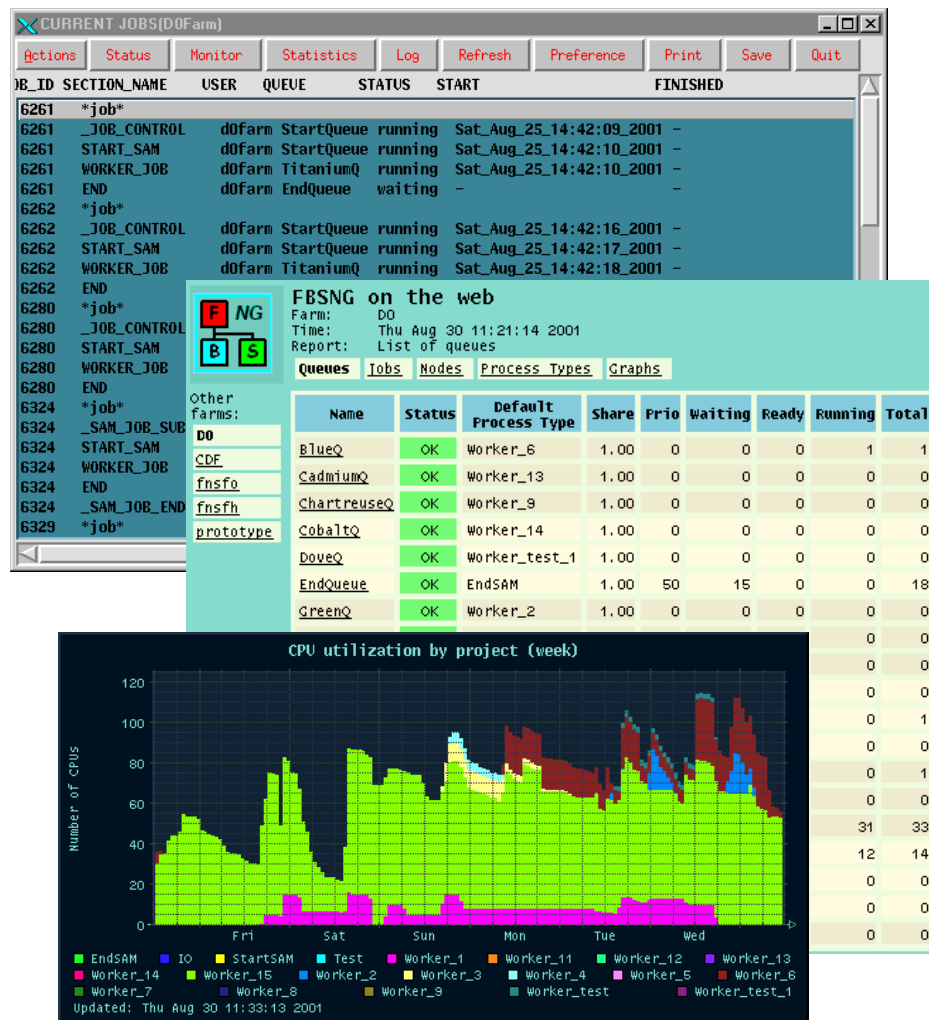 CURRENT JOBS(D0Farm)
Actions Status Monitor Statistics Log Refresh Preference Print Save Quit
JOB_ID SECTION_NAME USER QUEUE STATUS START FINISHED
6261 *job*
6261 _JOB_CONTROL d0farm StartQueue running Sat_Aug_25_14:42:09_2001 -
6261 START_SAM d0farm StartQueue running Sat_Aug_25_14:42:10_2001 -
6261 WORKER_JOB d0farm TitaniumQ running Sat_Aug_25_14:42:10_2001 -
6261 END d0farm EndQueue waiting - -
6262 *job*
6262 _JOB_CONTROL d0farm StartQueue running Sat_Aug_25_14:42:16_2001 -
6262 START_SAM d0farm StartQueue running Sat_Aug_25_14:42:17_2001 -
6262 WORKER_JOB d0farm TitaniumQ running Sat_Aug_25_14:42:18_2001 -
6262 END
6280 *job*
6280 _JOB_CONTROL
6280 START_SAM
6280 WORKER_JOB
6280 END
6324 *job*
6324 _SAM_JOB_SUB
6324 START_SAM
6324 WORKER_JOB
6324 END
6324 _SAM_JOB_END
6329 *job*
F NG
B S
FBSNG on the web
Farm: D0
Time: Thu Aug 30 11:21:14 2001
Report: List of queues
Queues Jobs Nodes Process Types Graphs
Other
farms:
D0
CDF
fnsfo
fnsfh
prototype
Name Status Default Process Type Share Prio Waiting Ready Running Total
BlueQ OK Worker_6 1.00 0 0 0 1 1
CadmiumQ OK Worker_13 1.00 0 0 0 0 0
ChartreuseQ OK Worker_9 1.00 0 0 0 0 0
CobaltQ OK Worker_14 1.00 0 0 0 0 0
DoveQ OK Worker_test_1 1.00 0 0 0 0 0
EndQueue OK EndSAM 1.00 50 15 0 0 18
GreenQ OK Worker_2 1.00 0 0 0 0 0
0 0
0 0
0 0
0 1
0 0
0 1
0 0
31 33
12 14
0 0
0 0
0 0
CPU utilization by project (week)
Number of CPUs
120
100
80
60
40
20
0
Fri Sat Sun Mon Tue Wed
EndSAM IO StartSAM Test Worker_1 Worker_11 Worker_12 Worker_13
Worker_14 Worker_15 Worker_2 Worker_3 Worker_4 Worker_5 Worker_6
Worker_7 Worker_8 Worker_9 Worker_test Worker_test_1
Updated: Thu Aug 30 11:33:13 2001